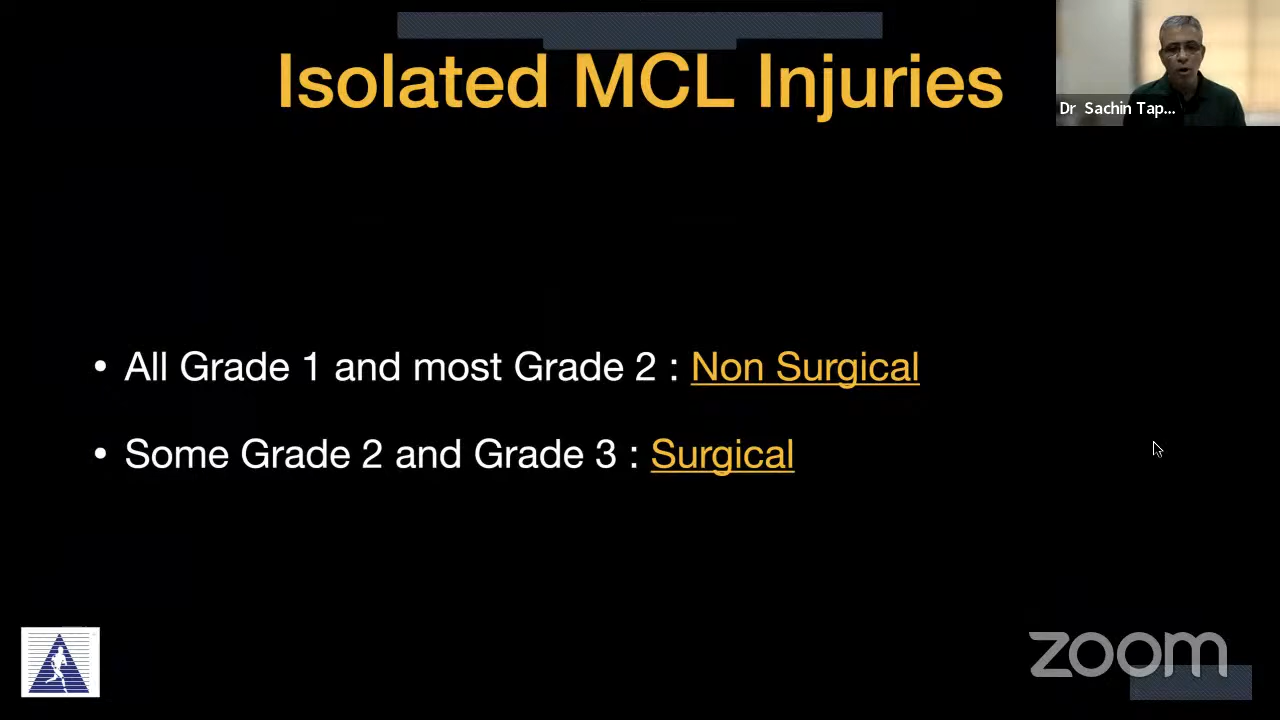 Isolated MCL Injuries
Dr Sachin Tap...
• All Grade 1 and most Grade 2 : Non Surgical
• Some Grade 2 and Grade 3 : Surgical
zoom